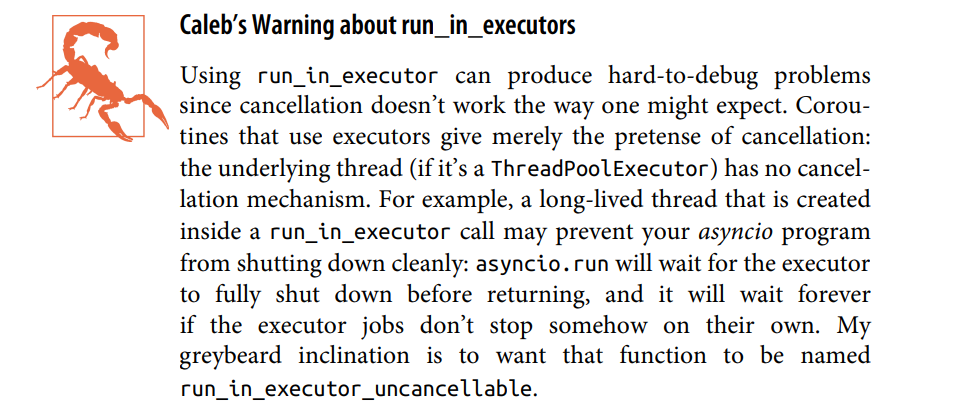 Caleb’s Warning about run_in_executors
Using run_in_executor can produce hard-to-debug problems
since cancellation doesn’t work the way one might expect. Corou-
tines that use executors give merely the pretense of cancellation:
the underlying thread (if it’s a ThreadPoolExecutor) has no cancel-
lation mechanism. For example, a long-lived thread that is created
inside a run_in_executor call may prevent your asyncio program
from shutting down cleanly: asyncio.run will wait for the executor
to fully shut down before returning, and it will wait forever
if the executor jobs don’t stop somehow on their own. My
greybeard inclination is to want that function to be named
run_in_executor_uncancellable.